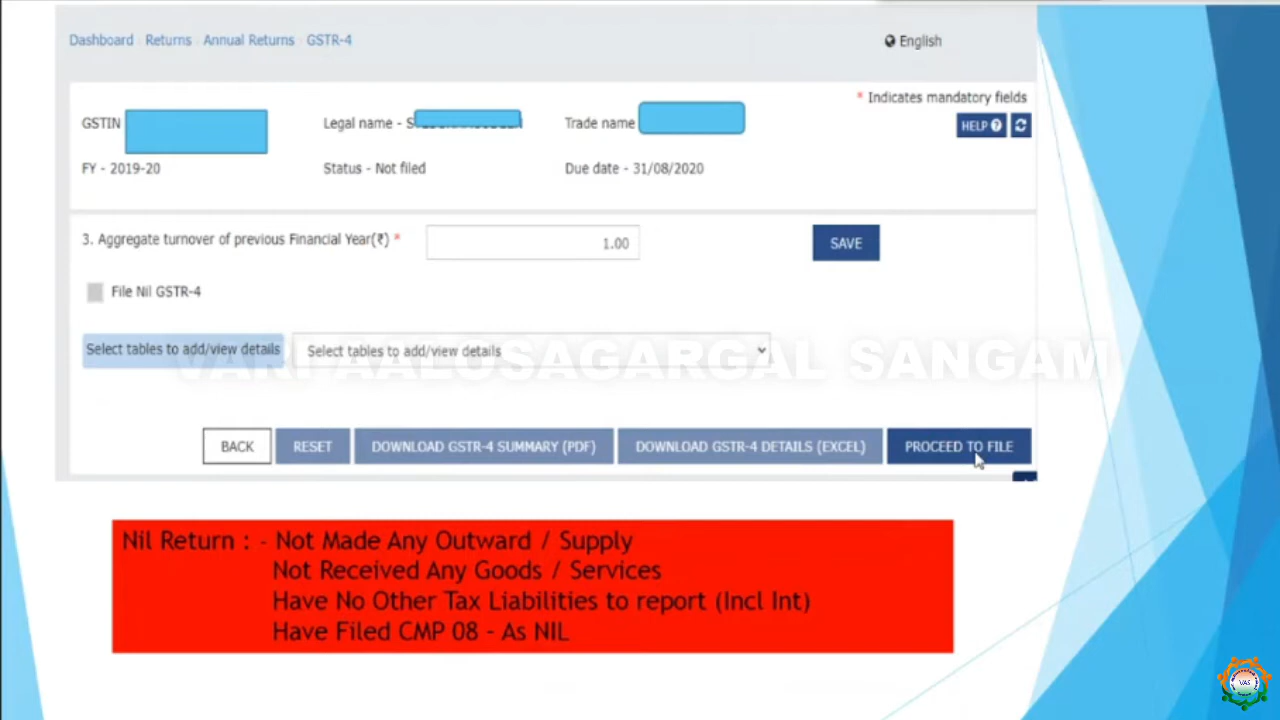 Dashboard Returns Annual Returns GSTR-4
English
* Indicates mandatory fields
GSTIN
Legal name -
Trade name
HELP
FY - 2019-20
Status - Not filed
Due date - 31/08/2020
3. Aggregate turnover of previous Financial Year(₹) *
1.00
SAVE
File Nil GSTR-4
Select tables to add/view details
Select tables to add/view details
SANGAM
BACK
RESET
DOWNLOAD GSTR-4 SUMMARY (PDF)
DOWNLOAD GSTR-4 DETAILS (EXCEL)
PROCEED TO FILE
Nil Return : - Not Made Any Outward / Supply
Not Received Any Goods / Services
Have No Other Tax Liabilities to report (Incl Int)
Have Filed CMP 08 - As NIL
VAS